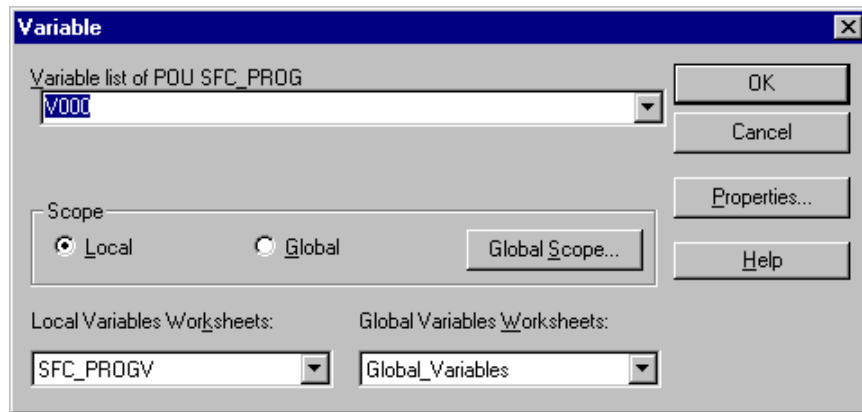 Variable
Variable list of POU SFC_PROG
V000
OK
Cancel
Properties...
Help
Scope
Local
Global
Global Scope...
Local Variables Worksheets:
Global Variables Worksheets:
SFC_PROGV
Global_Variables